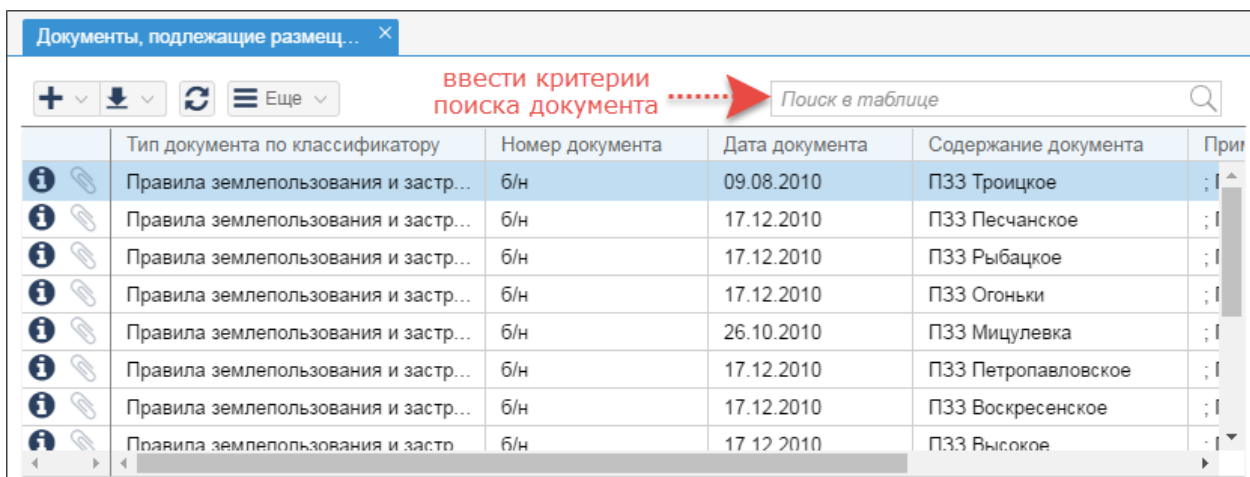 Документы, подлежащие размещ...
Еще
ввести критерии
поиска документа
Поиск в таблице
Тип документа по классификатору Номер документа Дата документа Содержание документа
Правила землепользования и застр... б/н 09.08.2010 ПЗЗ Троицкое
Правила землепользования и застр... б/н 17.12.2010 ПЗЗ Песчанское
Правила землепользования и застр... б/н 17.12.2010 ПЗЗ Рыбацкое
Правила землепользования и застр... б/н 17.12.2010 ПЗЗ Огоньки
Правила землепользования и застр... б/н 26.10.2010 ПЗЗ Мицулевка
Правила землепользования и застр... б/н 17.12.2010 ПЗЗ Петропавловское
Правила землепользования и застр... б/н 17.12.2010 ПЗЗ Воскресенское
Правила землепользования и застр б/н 17.12.2010 ПЗЗ Высокое